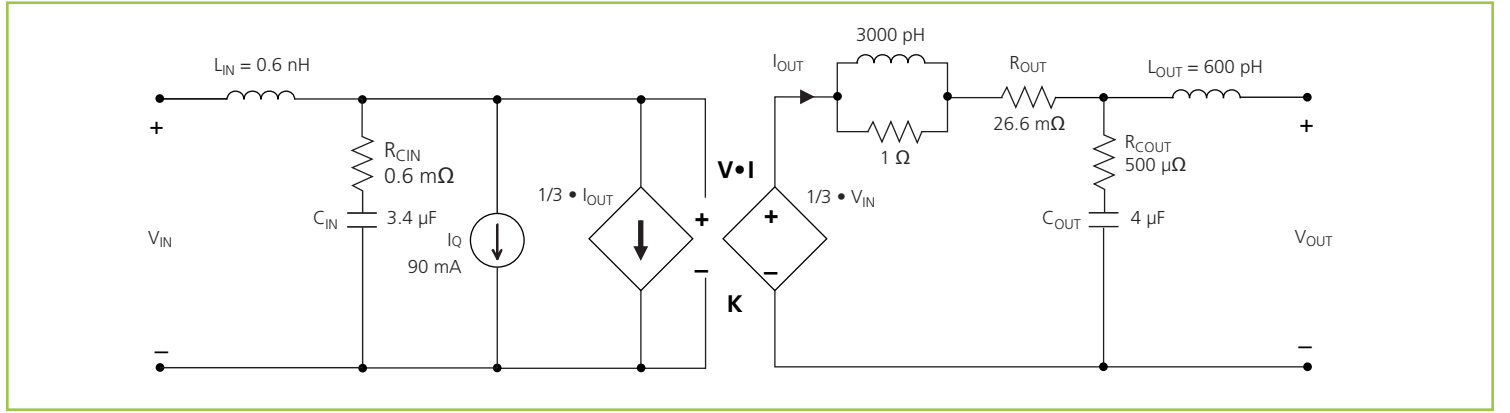 3000 pH
L_IN = 0.6 nH
I_OUT
R_OUT
L_OUT = 600 pH
+
26.6 mΩ
+
1 Ω
R_CIN
0.6 mΩ
R_COUT
500 µΩ
V•I
1/3 • I_OUT
1/3 • V_IN
C_IN
3.4 µF
+
+
C_OUT
4 µF
V_IN
I_Q
90 mA
V_OUT
−
−
K
−
−